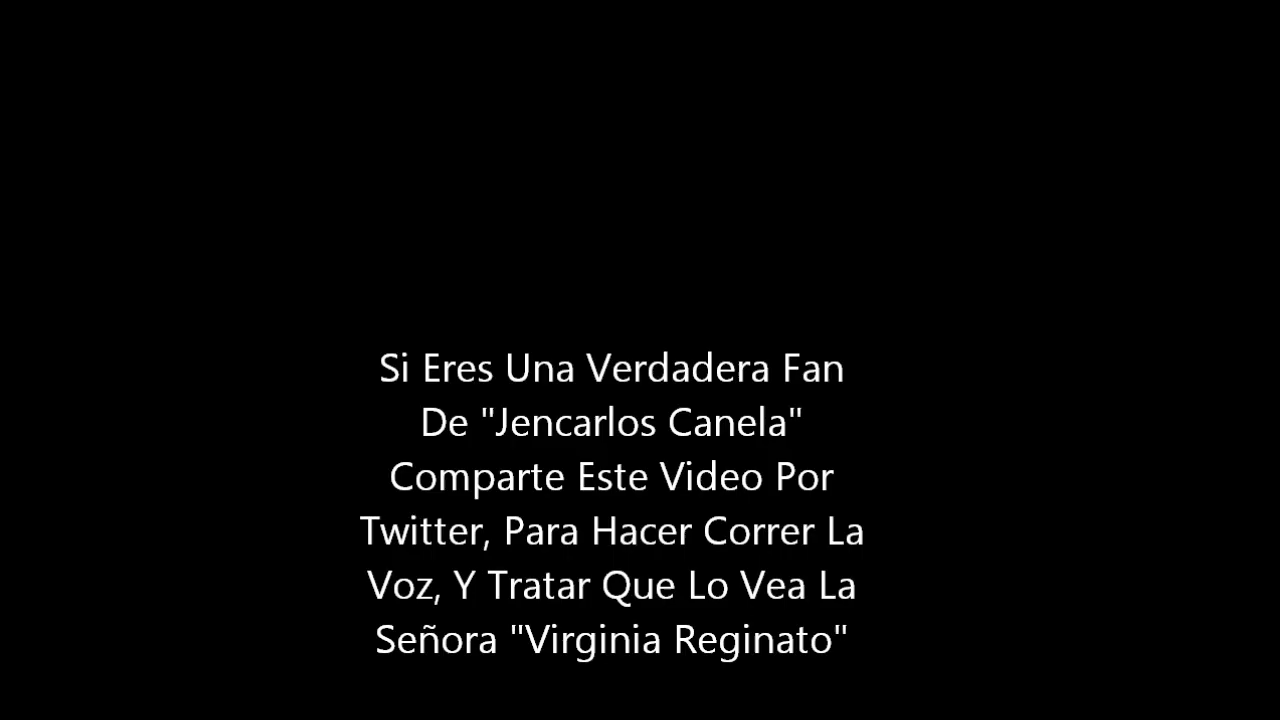 Si Eres Una Verdadera Fan
De "Jencarlos Canela"
Comparte Este Video Por
Twitter, Para Hacer Correr La
Voz, Y Tratar Que Lo Vea La
Señora "Virginia Reginato"